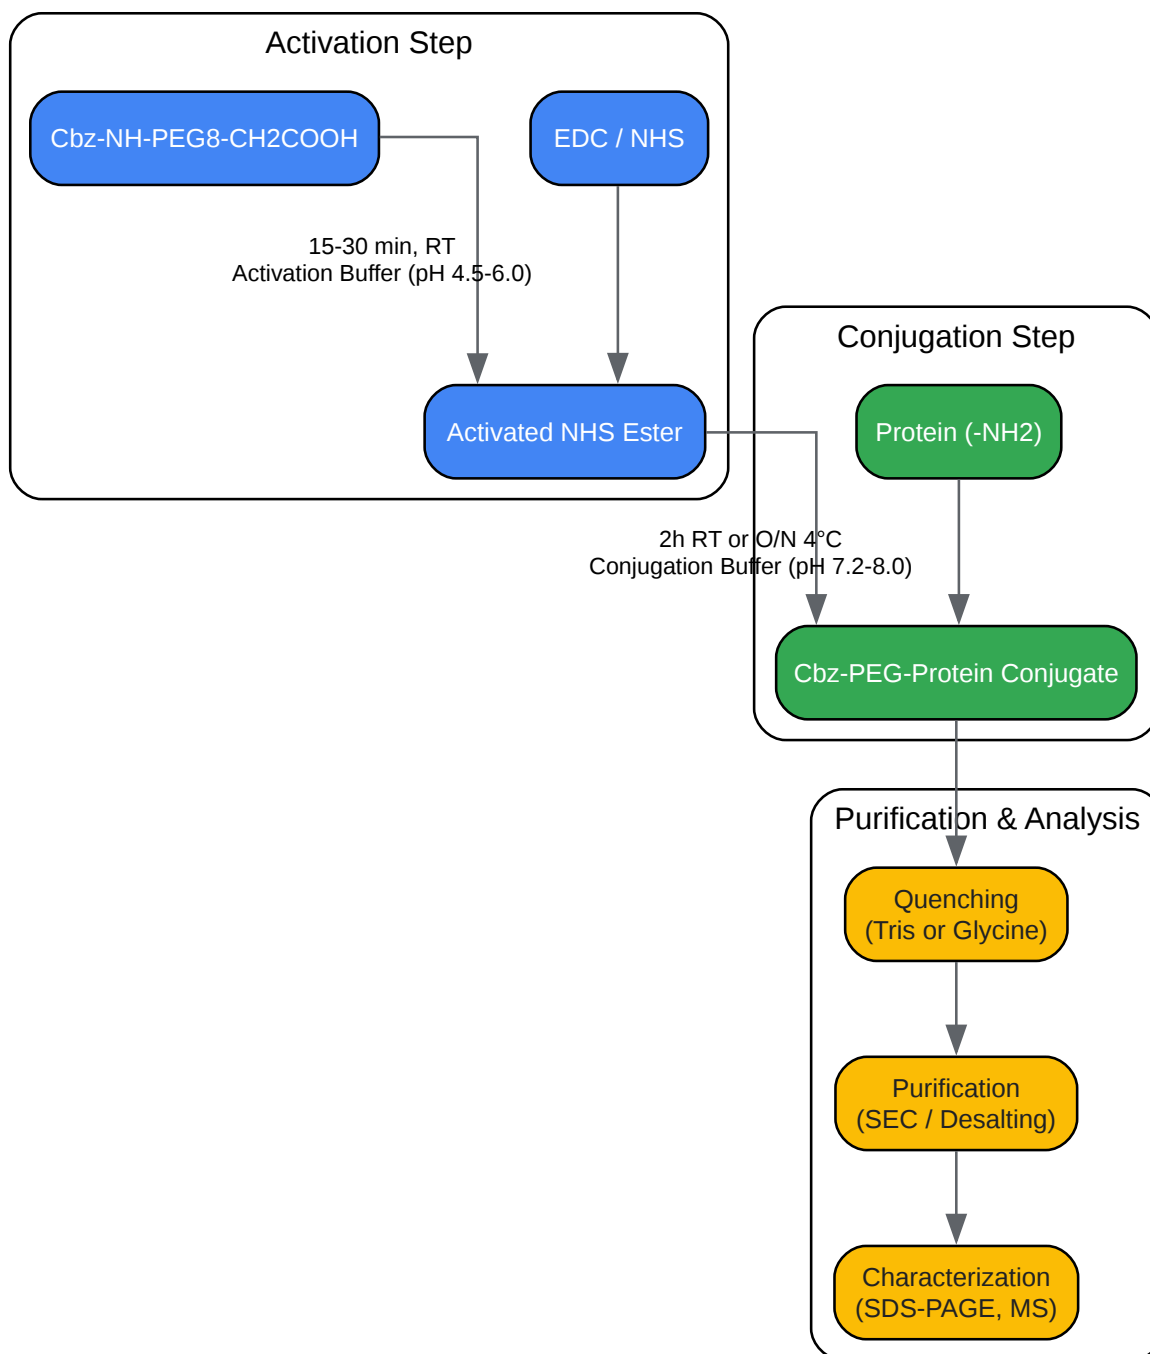 Activation Step
Cbz-NH-PEG8-CH2COOH
EDC / NHS
15-30 min, RT
Activation Buffer (pH 4.5-6.0)
Activated NHS Ester
Conjugation Step
Protein (-NH2)
2h RT or O/N 4°C
Conjugation Buffer (pH 7.2-8.0)
Cbz-PEG-Protein Conjugate
Purification & Analysis
Quenching
(Tris or Glycine)
Purification
(SEC / Desalting)
Characterization
(SDS-PAGE, MS)